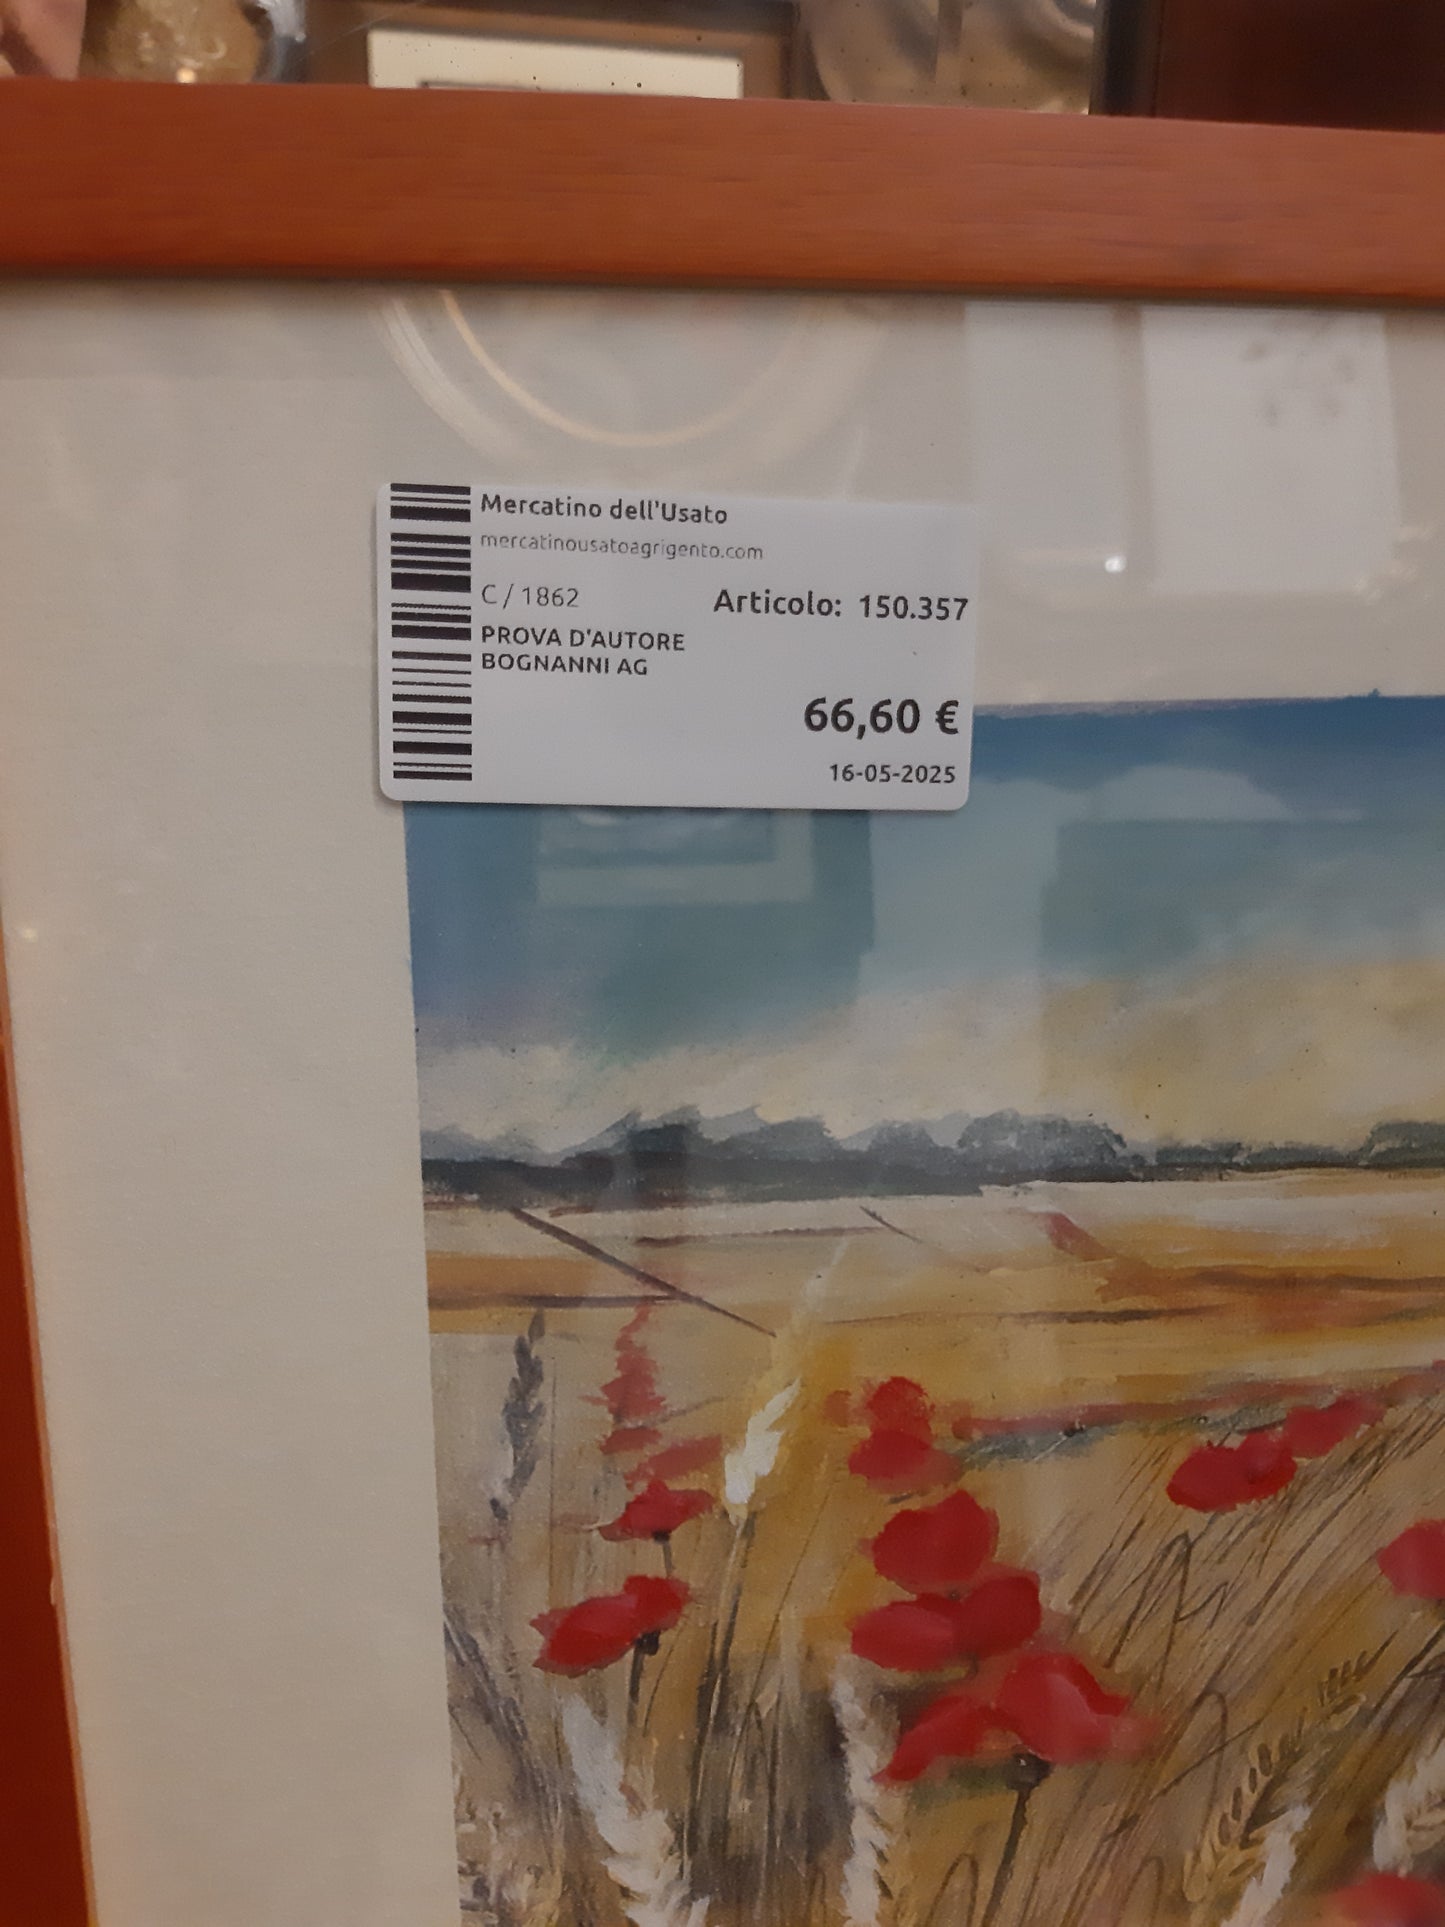 Mercatino dell'Usato
mercatinousatoagrigento.com
C / 1862 Articolo: 150.357
PROVA D'AUTORE
BOGNANNI AG
66,60 €
16-05-2025